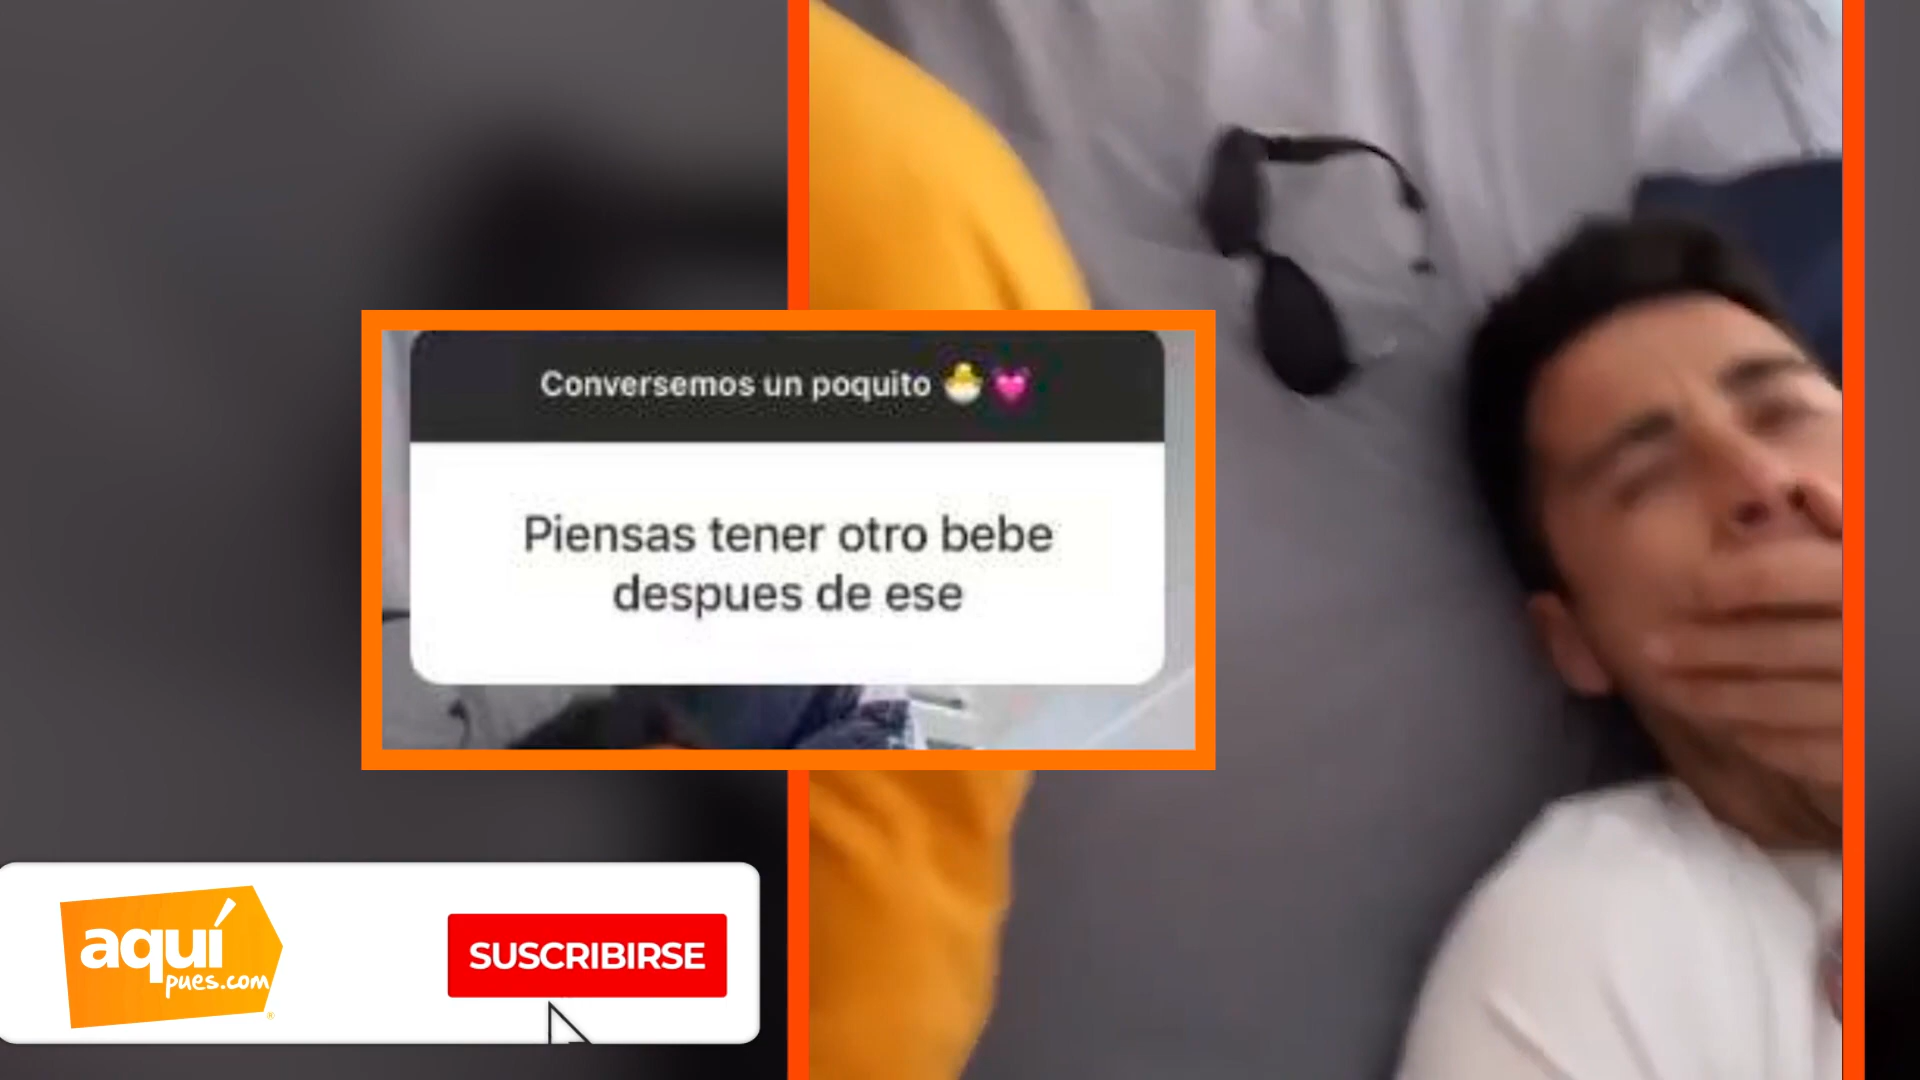 Conversemos un poquito 🐣 💓
Piensas tener otro bebe
despues de ese
aquí
pues.com
®
SUSCRIBIRSE